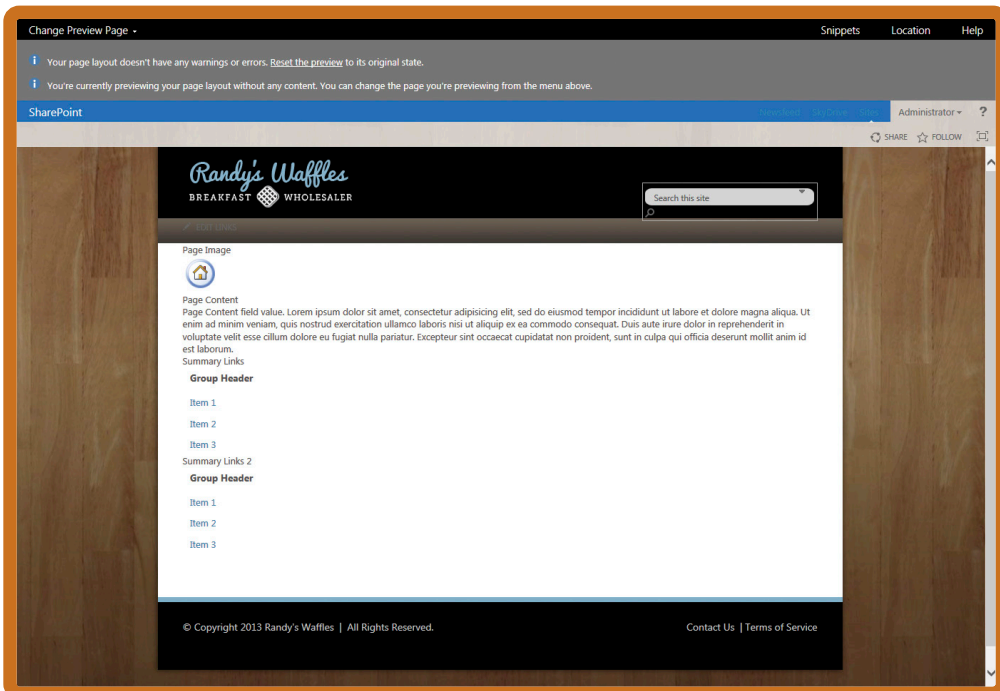 Change Preview Page
Snippets Location Help
Your page layout doesn't have any warnings or errors. Reset the preview to its original state.
You're currently previewing your page layout without any content. You can change the page you're previewing from the menu above.
SharePoint
Newsfeed SkyDrive Sites Administrator ?
SHARE FOLLOW
Randy's Waffles
BREAKFAST WHOLESALER
Search this site
EDIT LINKS
Page Image
Page Content
Page Content field value. Lorem ipsum dolor sit amet, consectetur adipisicing elit, sed do eiusmod tempor incididunt ut labore et dolore magna aliqua. Ut
enim ad minim veniam, quis nostrud exercitation ullamco laboris nisi ut aliquip ex ea commodo consequat. Duis aute irure dolor in reprehenderit in
voluptate velit esse cillum dolore eu fugiat nulla pariatur. Excepteur sint occaecat cupidatat non proident, sunt in culpa qui officia deserunt mollit anim id
est laborum.
Summary Links
Group Header
Item 1
Item 2
Item 3
Summary Links 2
Group Header
Item 1
Item 2
Item 3
© Copyright 2013 Randy's Waffles | All Rights Reserved.
Contact Us | Terms of Service